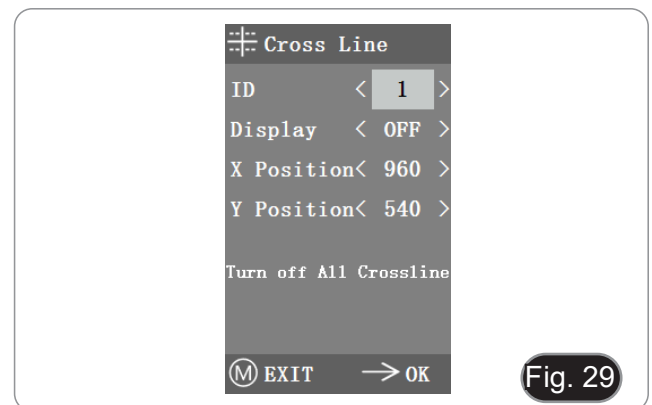 Cross Line
ID < 1 >
Display < OFF >
X Position< 960 >
Y Position< 540 >
Turn off All Crossline
M EXIT → OK
Fig. 29